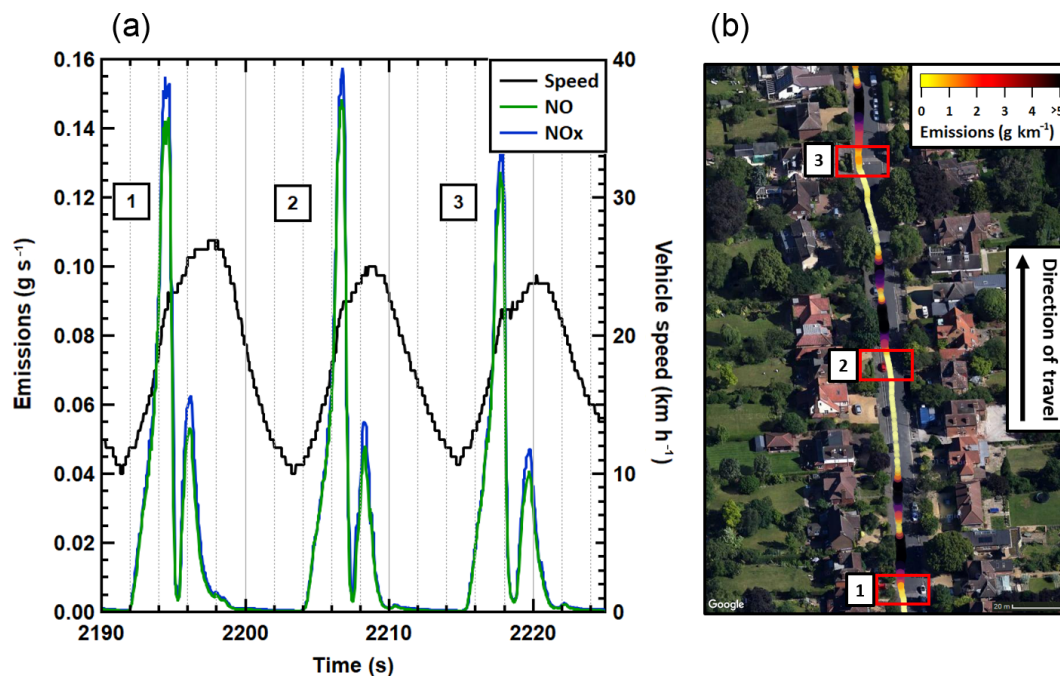 (a)
(b)
0.16
0.14
0.12
0.10
0.08
0.06
0.04
0.02
0.00
Emissions (g s⁻¹)
40
30
20
10
0
Vehicle speed (km h⁻¹)
2190
2200
2210
2220
Time (s)
Speed
NO
NOx
1
2
3
0 1 2 3 4 >5
Emissions (g km⁻¹)
3
2
1
Direction of travel
Google
20 m